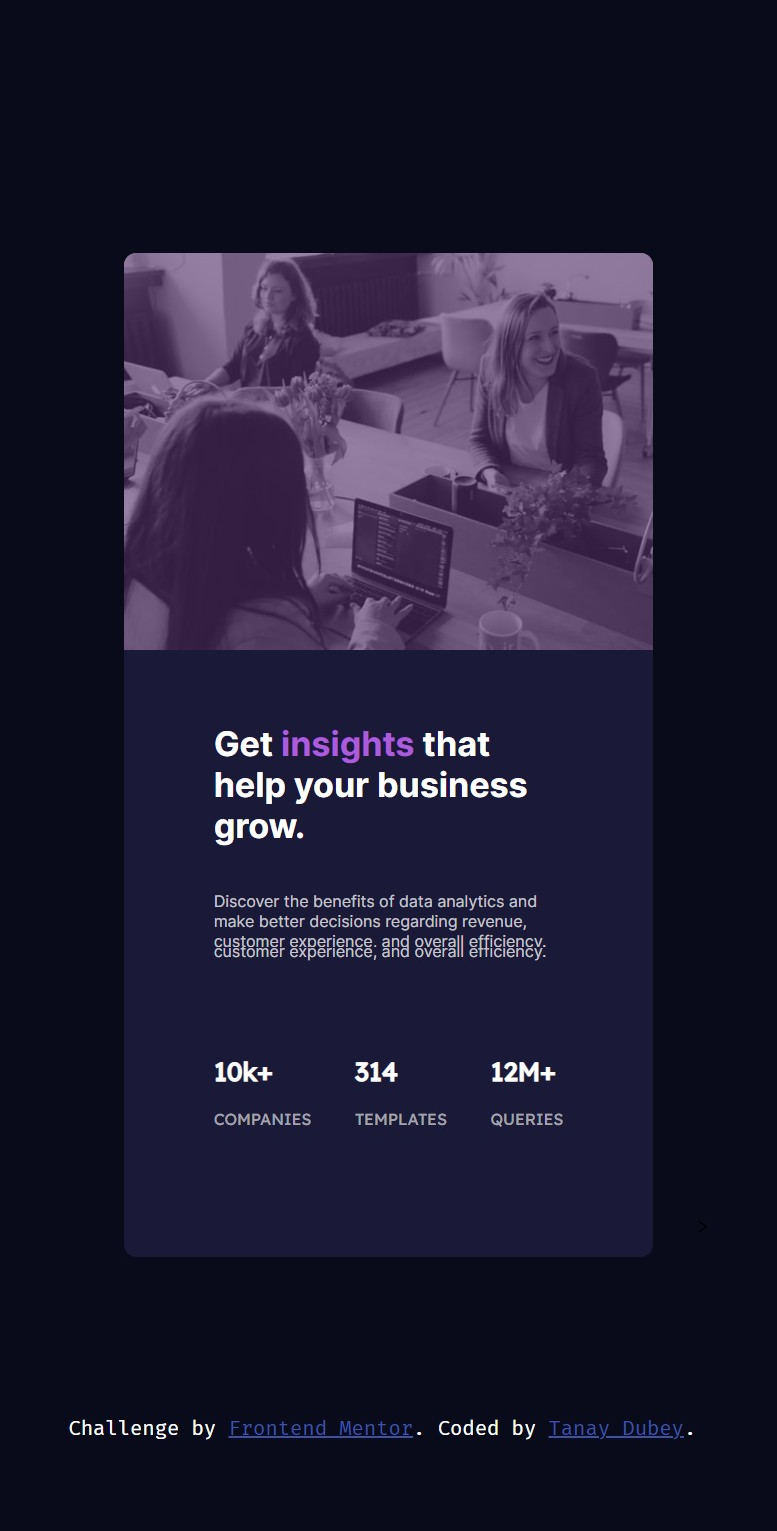 Get insights that
help your business
grow.
Discover the benefits of data analytics and
make better decisions regarding revenue,
customer experience, and overall efficiency.
customer experience, and overall efficiency.
10k+ 314 12M+
COMPANIES TEMPLATES QUERIES
>
Challenge by Frontend Mentor. Coded by Tanay Dubey.